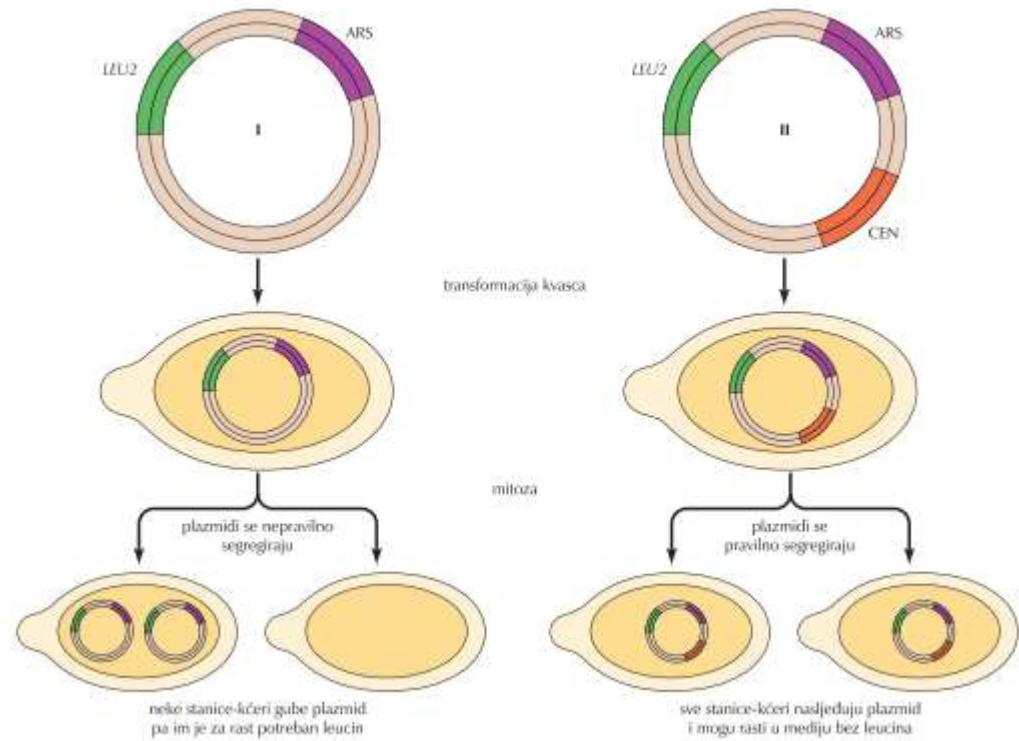 ARS
LEU2
I
ARS
LEU2
II
CEN
transformacija kvasca
mitoza
plazmidi se nepravilno
segregiraju
plazmidi se
pravilno segregiraju
neke stanice-kćeri gube plazmid
pa im je za rast potreban leucin
sve stanice-kćeri nasljeđuju plazmid
i mogu rasti u mediju bez leucina